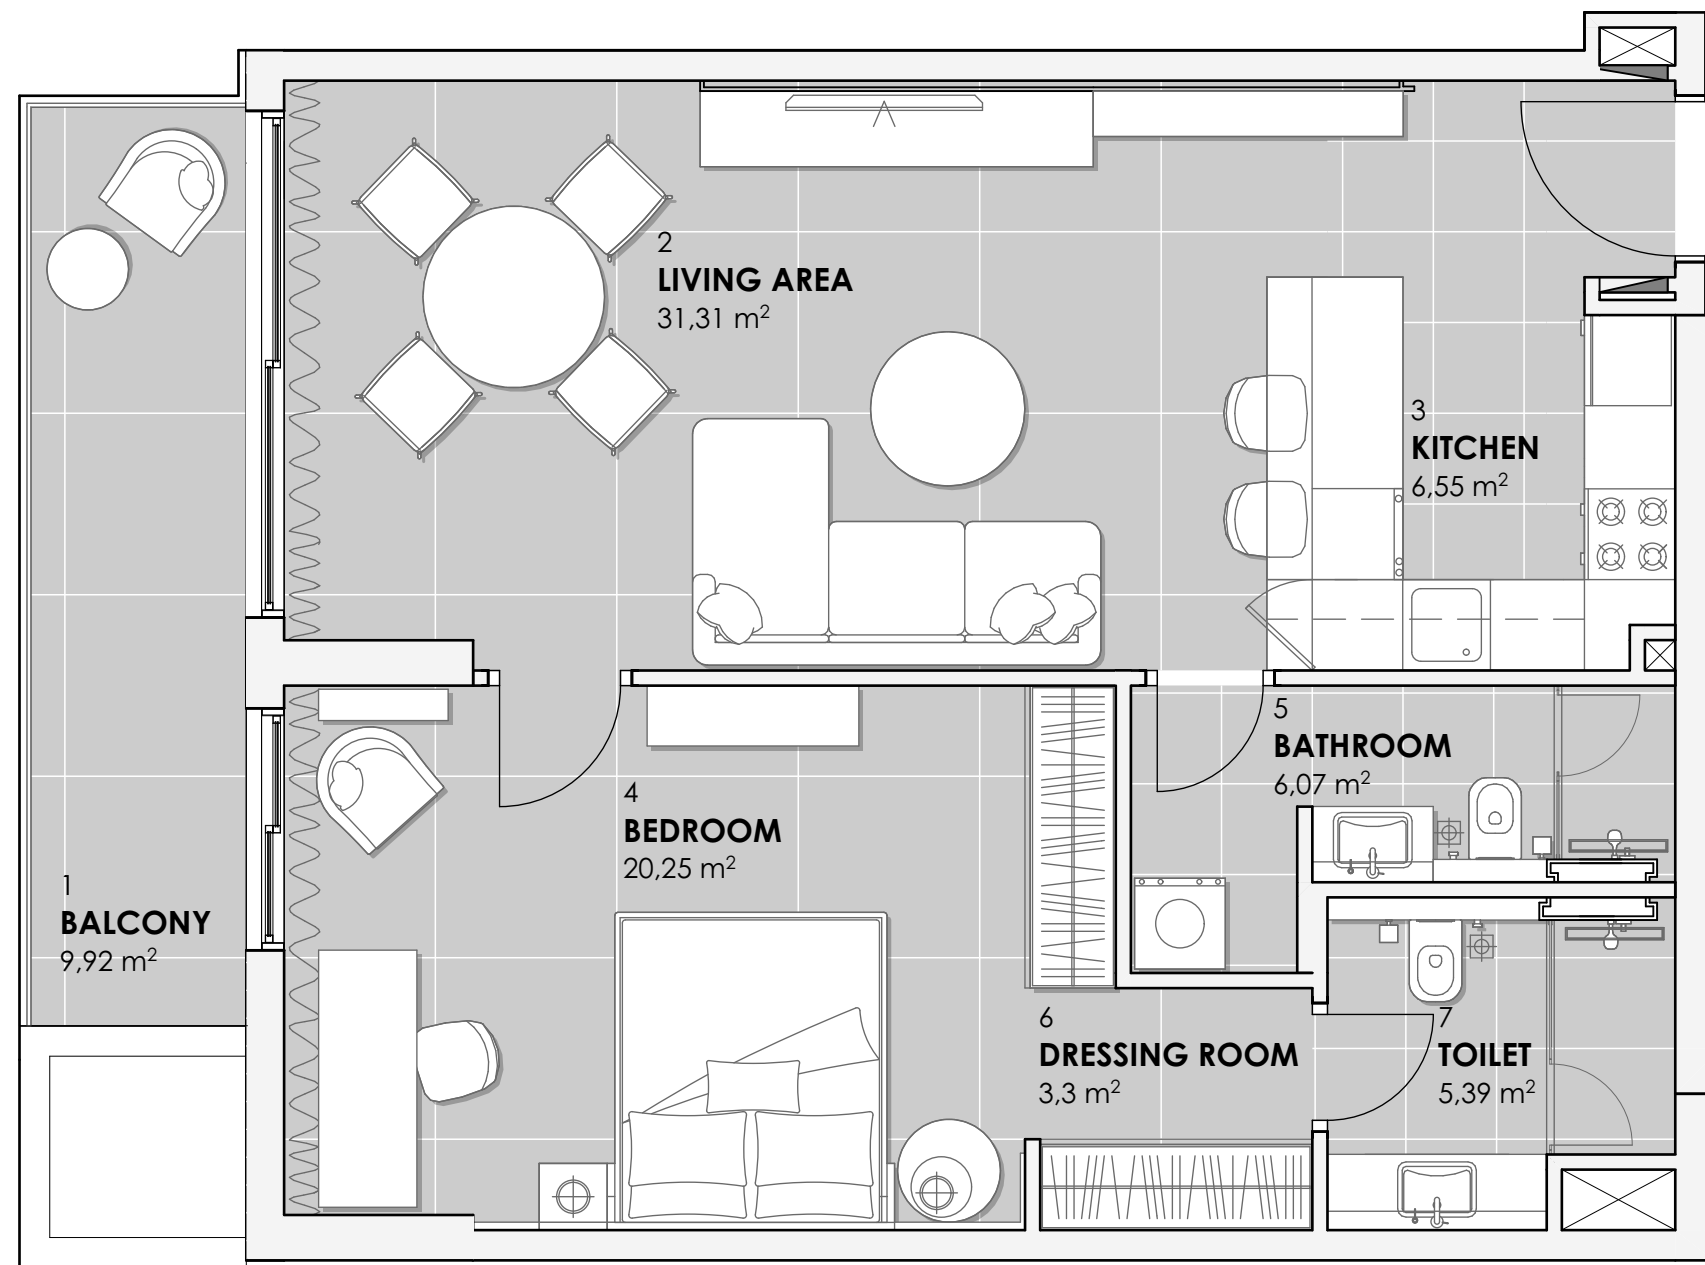 1
BALCONY
9,92 m²
2
LIVING AREA
31,31 m²
3
KITCHEN
6,55 m²
4
BEDROOM
20,25 m²
5
BATHROOM
6,07 m²
6
DRESSING ROOM
3,3 m²
7
TOILET
5,39 m²